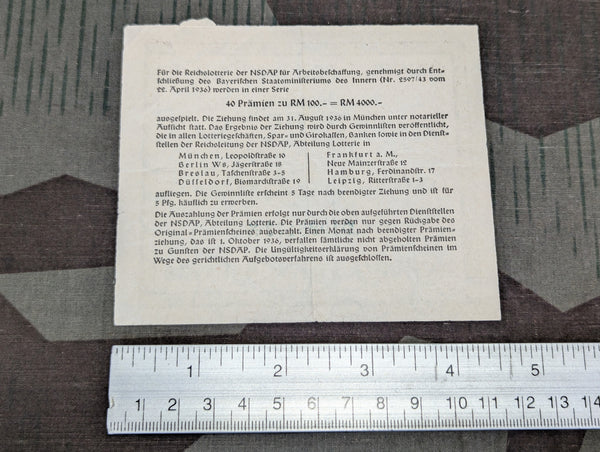 Für die Reichslotterie der NSDAP für Arbeitsbeschaffung, genehmigt durch Ent-
schließung des Bayerischen Staatsministeriums des Innern (Nr. 2597/43 vom
22. April 1936) werden in einer Serie
40 Prämien zu RM 100.- = RM 4000.-
ausgespielt. Die Ziehung findet am 31. August 1936 in München unter notarieller
Aufsicht statt. Das Ergebnis der Ziehung wird durch Gewinnlisten veröffentlicht,
die in allen Lotteriegeschäften, Spar- und Girokassen, Banken sowie in den Dienst-
stellen der Reichsleitung der NSDAP, Abteilung Lotterie in
München, Leopoldstraße 10
Berlin W8, Jägerstraße 18
Breslau, Taschenstraße 3-5
Düsseldorf, Bismarckstraße 19
Frankfurt a. M.,
Neue Mainzerstraße 12
Hamburg, Ferdinandstr. 17
Leipzig, Ritterstraße 1-3
aufliegen. Die Gewinnliste erscheint 5 Tage nach beendigter Ziehung und ist für
5 Pfg. käuflich zu erwerben.
Die Auszahlung der Prämien erfolgt nur durch die oben aufgeführten Dienststellen
der NSDAP, Abteilung Lotterie. Die Prämien werden nur gegen Rückgabe des
Original-Prämienscheines ausbezahlt. Einen Monat nach beendigter Prämien-
ziehung, das ist 1. Oktober 1936, verfallen sämtliche nicht abgeholten Prämien
zu Gunsten der NSDAP. Die Ungültigkeitserklärung von Prämienscheinen im
Wege des gerichtlichen Aufgebotsverfahrens ist ausgeschlossen.
1 2 3 4 5
1 2 3 4 5 6 7 8 9 10 11 12 13 14